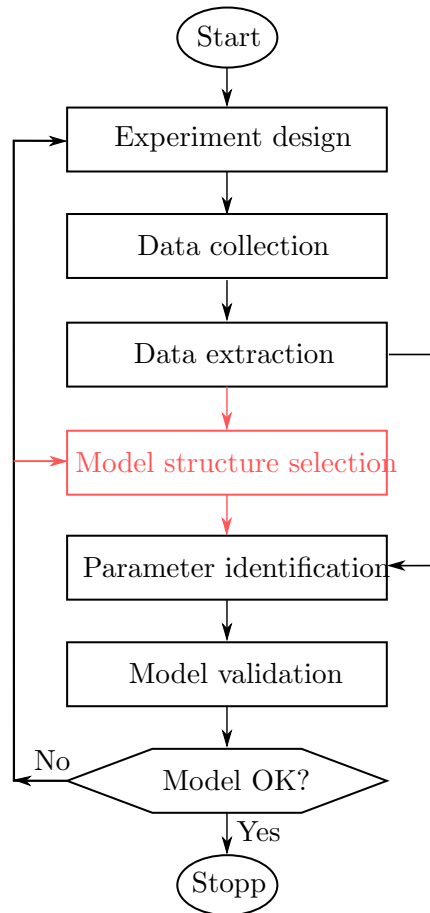 Start
Experiment design
Data collection
Data extraction
Model structure selection
Parameter identification
Model validation
No
Model OK?
Yes
Stopp